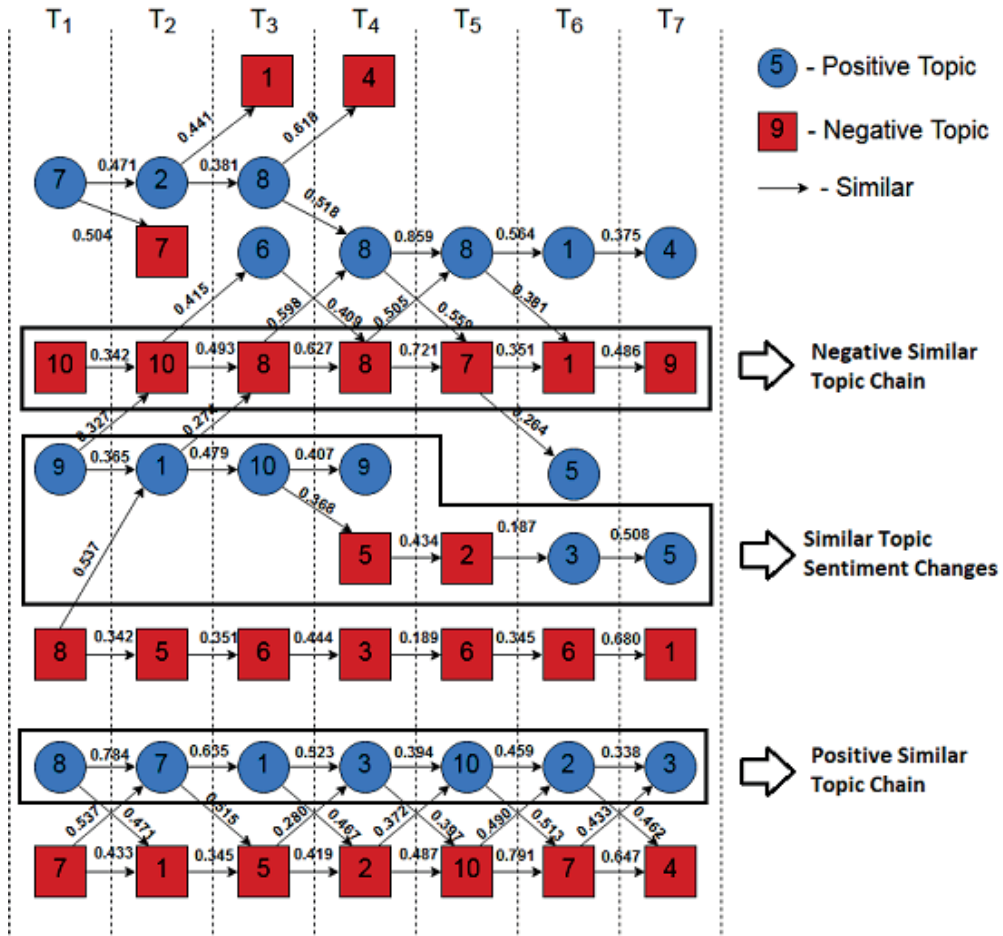 T1 T2 T3 T4 T5 T6 T7
1 4
5 - Positive Topic
9 - Negative Topic
- Similar
0.441 0.618
7 0.471 2 0.381 8
0.504 0.518
7 6 8 0.859 8 0.564 1 0.375 4
0.415 0.598 0.409 0.505 0.559 0.381
10 0.342 10 0.493 8 0.627 8 0.721 7 0.351 1 0.486 9
Negative Similar
Topic Chain
0.327 0.274 0.264
9 0.365 1 0.479 10 0.407 9 5
0.368
0.537
5 0.434 2 0.187 3 0.508 5
Similar Topic
Sentiment Changes
8 0.342 5 0.351 6 0.444 3 0.189 6 0.345 6 0.680 1
8 0.784 7 0.635 1 0.523 3 0.394 10 0.459 2 0.338 3
Positive Similar
Topic Chain
0.537 0.471 0.515 0.280 0.467 0.372 0.397 0.490 0.513 0.433 0.462
7 0.433 1 0.345 5 0.419 2 0.487 10 0.791 7 0.647 4